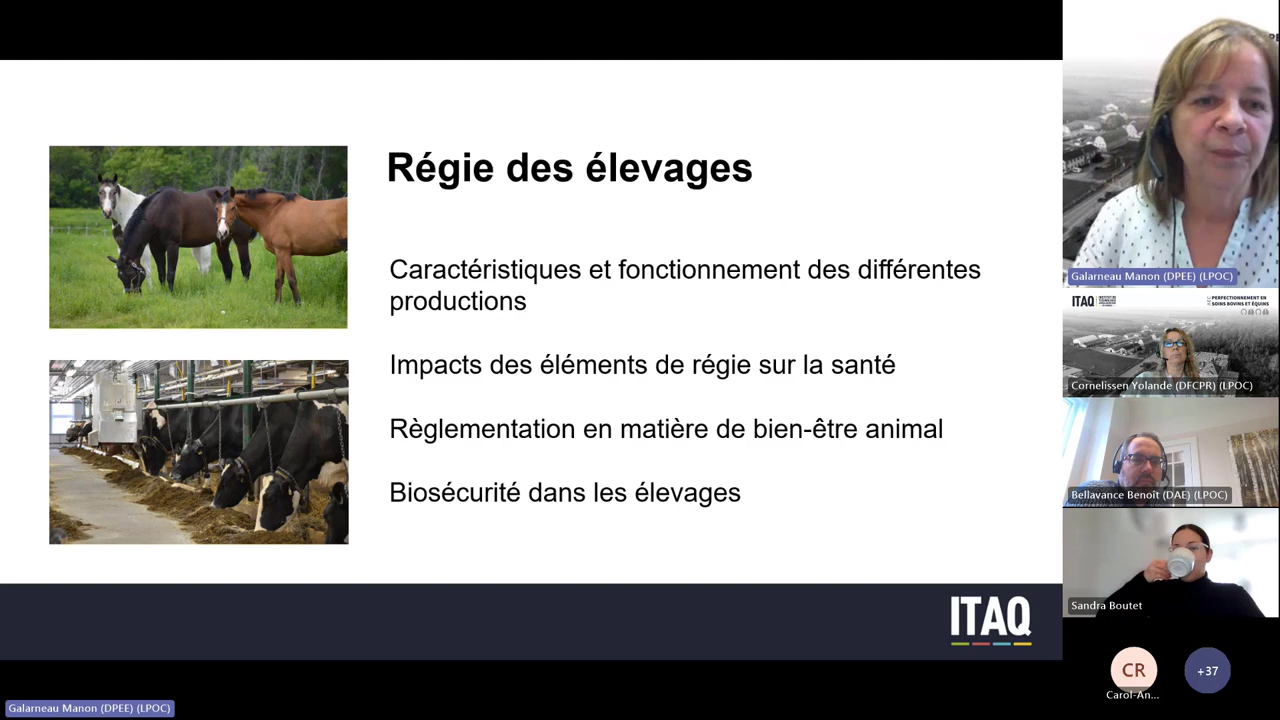 Régie des élevages
Caractéristiques et fonctionnement des différentes
productions
Impacts des éléments de régie sur la santé
Règlementation en matière de bien-être animal
Biosécurité dans les élevages
ITAQ
Galarneau Manon (DPEE) (LPOC)
Galarneau Manon (DPEE) (LPOC)
ITAQ
PERFECTIONNEMENT EN
SOINS BOVINS ET ÉQUINS
Cornelissen Yolande (DFCPR) (LPOC)
Bellavance Benoît (DAE) (LPOC)
Sandra Boutet
CR
Carol-An...
+37